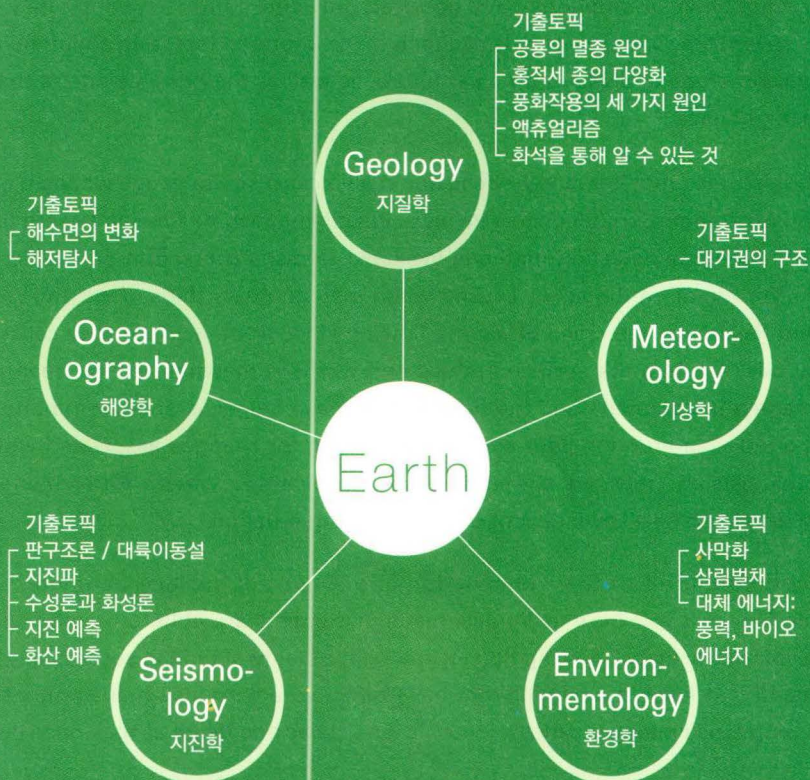 기출토픽
공룡의 멸종 원인
홍적세 종의 다양화
풍화작용의 세 가지 원인
액츄얼리즘
화석을 통해 알 수 있는 것
Geology
지질학
기출토픽
해수면의 변화
해저탐사
Ocean-
ography
해양학
기출토픽
- 대기권의 구조
Meteor-
ology
기상학
Earth
기출토픽
판구조론 / 대륙이동설
지진파
수성론과 화성론
지진 예측
화산 예측
Seismo-
logy
지진학
기출토픽
사막화
삼림벌채
대체 에너지:
풍력, 바이오
에너지
Environ-
mentology
환경학